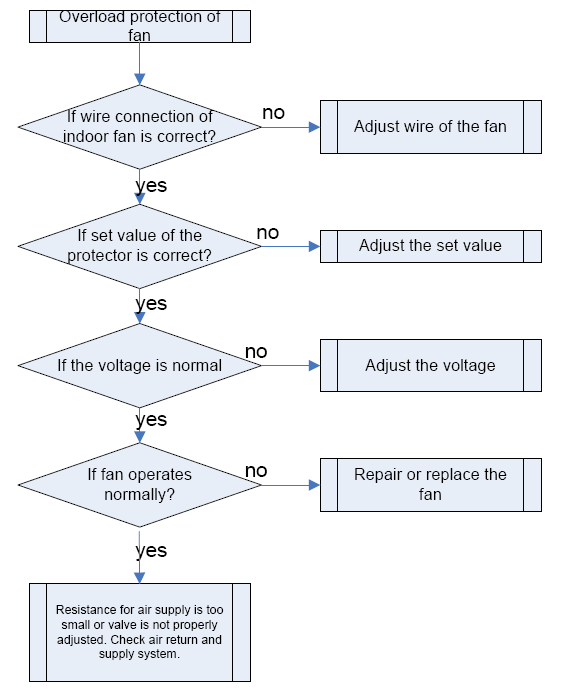 Overload protection of
fan
If wire connection of
indoor fan is correct?
no
Adjust wire of the fan
yes
If set value of the
protector is correct?
no
Adjust the set value
yes
If the voltage is normal
no
Adjust the voltage
yes
If fan operates
normally?
no
Repair or replace the
fan
yes
Resistance for air supply is too
small or valve is not properly
adjusted. Check air return and
supply system.